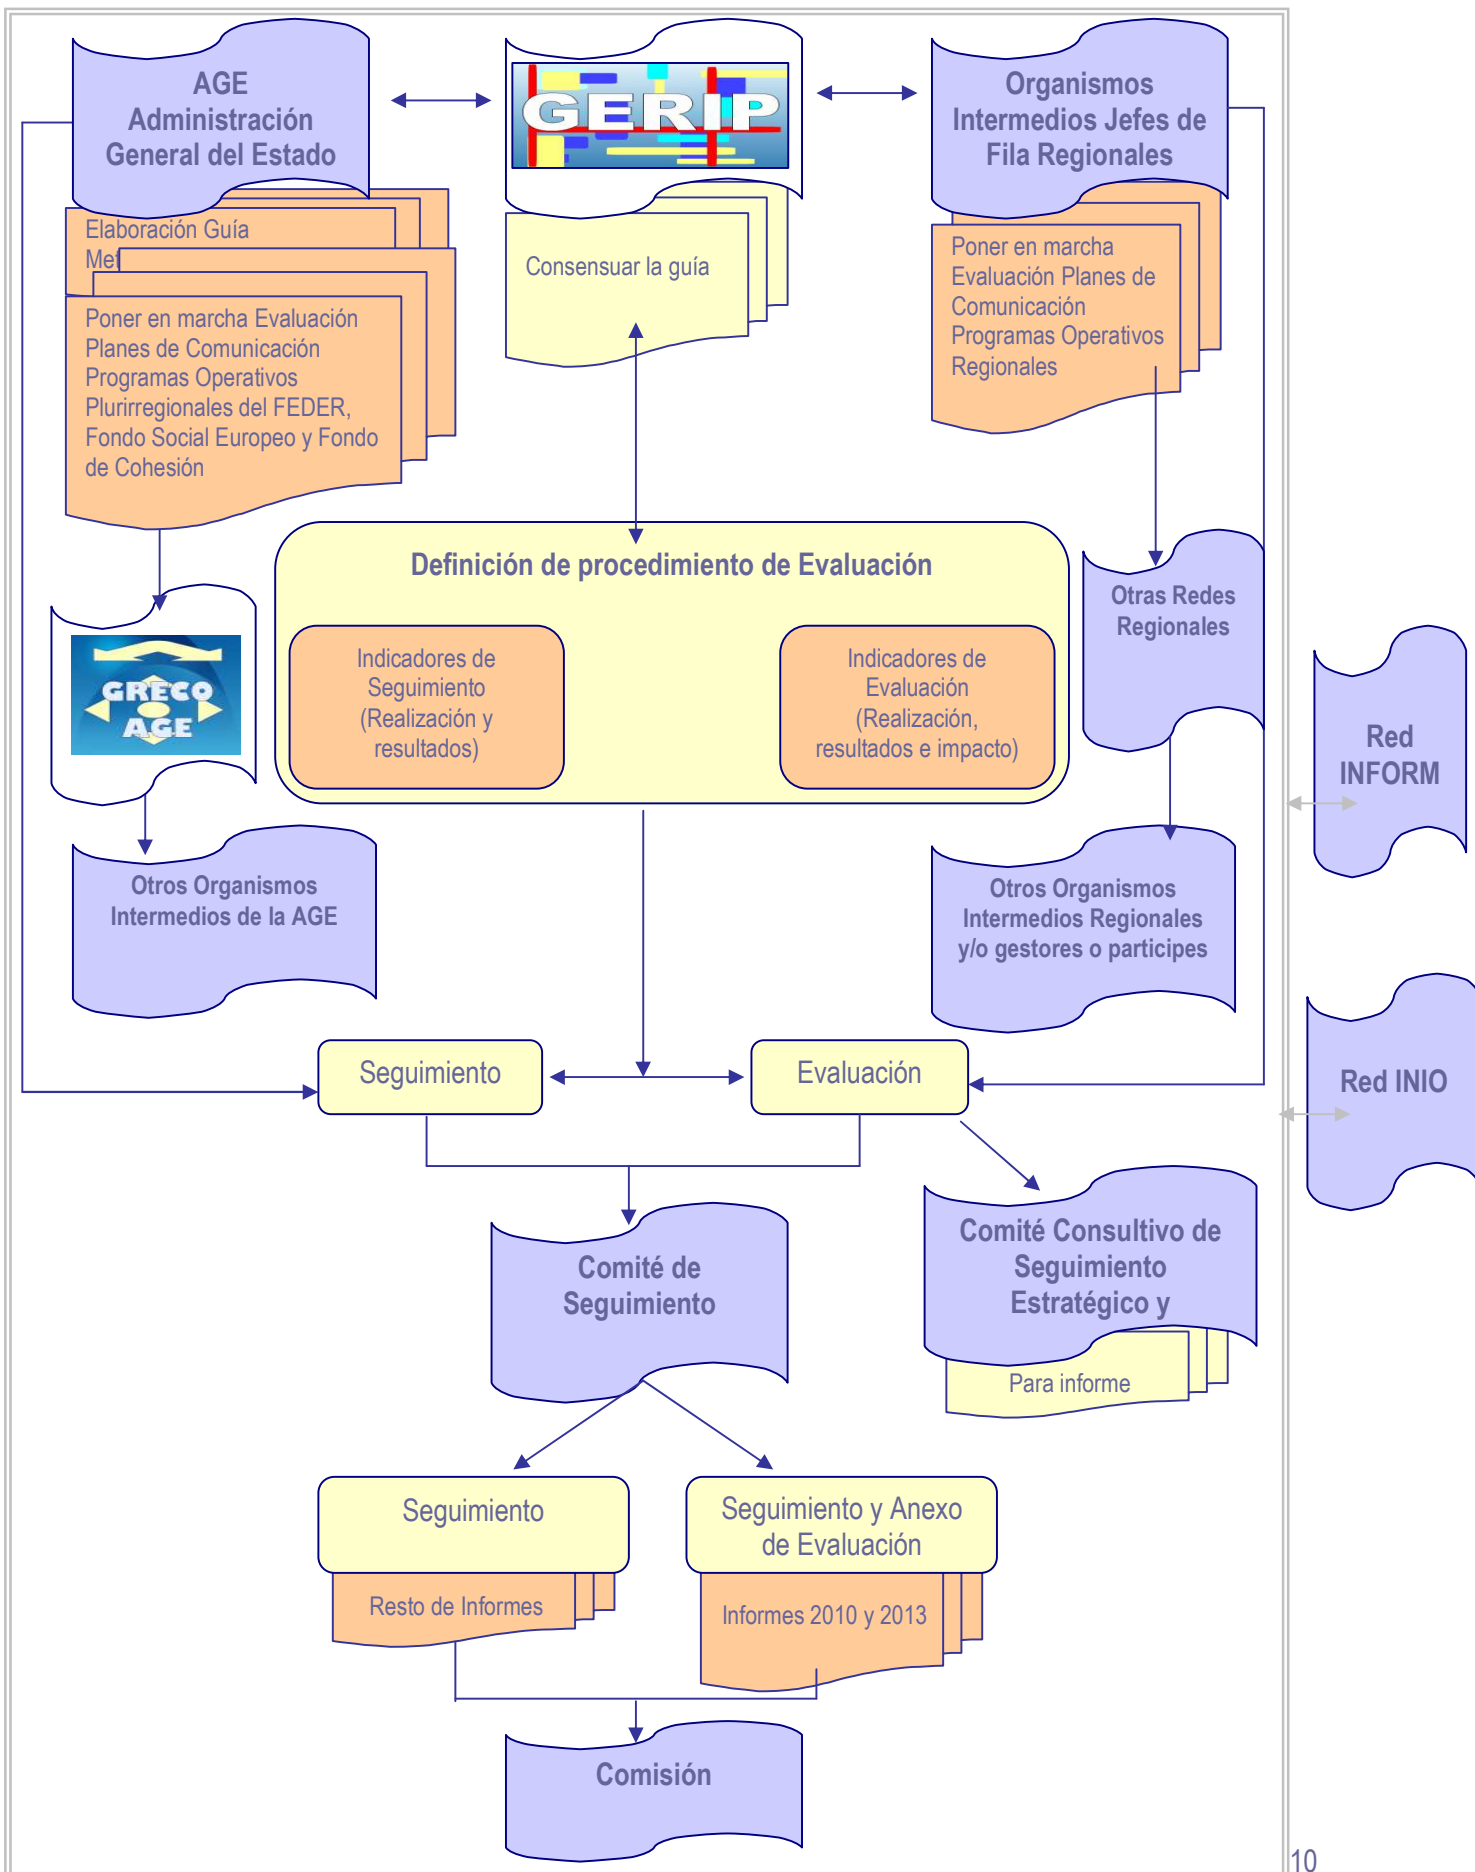 AGE
Administración
General del Estado
GERIP
Organismos
Intermedios Jefes de
Fila Regionales
Elaboración Guía
Consensuar la guía
Poner en marcha
Evaluación Planes de
Comunicación
Programas Operativos
Regionales
Poner en marcha Evaluación
Planes de Comunicación
Programas Operativos
Plurirregionales del FEDER,
Fondo Social Europeo y Fondo
de Cohesión
Definición de procedimiento de Evaluación
Indicadores de
Seguimiento
(Realización y
resultados)
Indicadores de
Evaluación
(Realización,
resultados e impacto)
Otras Redes
Regionales
GRECO
AGE
Red
INFORM
Otros Organismos
Intermedios de la AGE
Otros Organismos
Intermedios Regionales
y/o gestores o participes
Seguimiento
Evaluación
Red INIO
Comité de
Seguimiento
Comité Consultivo de
Seguimiento
Estratégico y
Para informe
Seguimiento
Seguimiento y Anexo
de Evaluación
Resto de Informes
Informes 2010 y 2013
Comisión
10